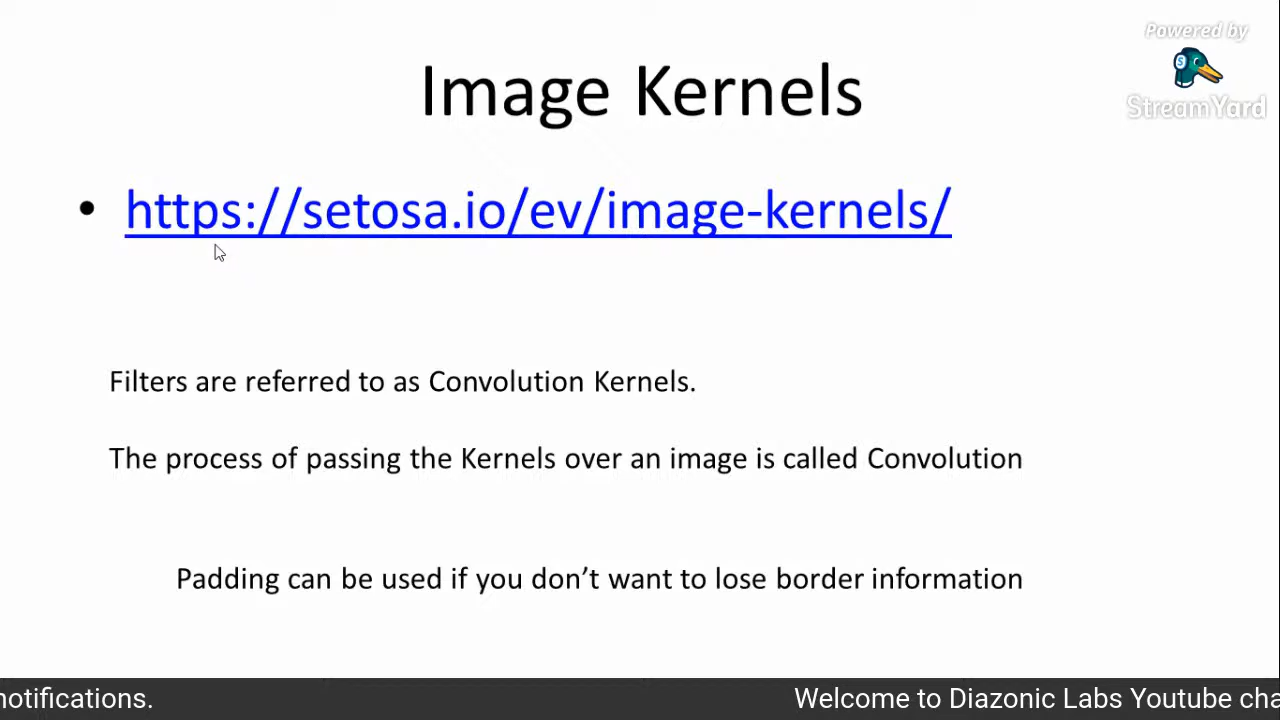 Powered by
StreamYard
Image Kernels
• https://setosa.io/ev/image-kernels/
Filters are referred to as Convolution Kernels.
The process of passing the Kernels over an image is called Convolution
Padding can be used if you don’t want to lose border information
notifications. Welcome to Diazonic Labs Youtube cha